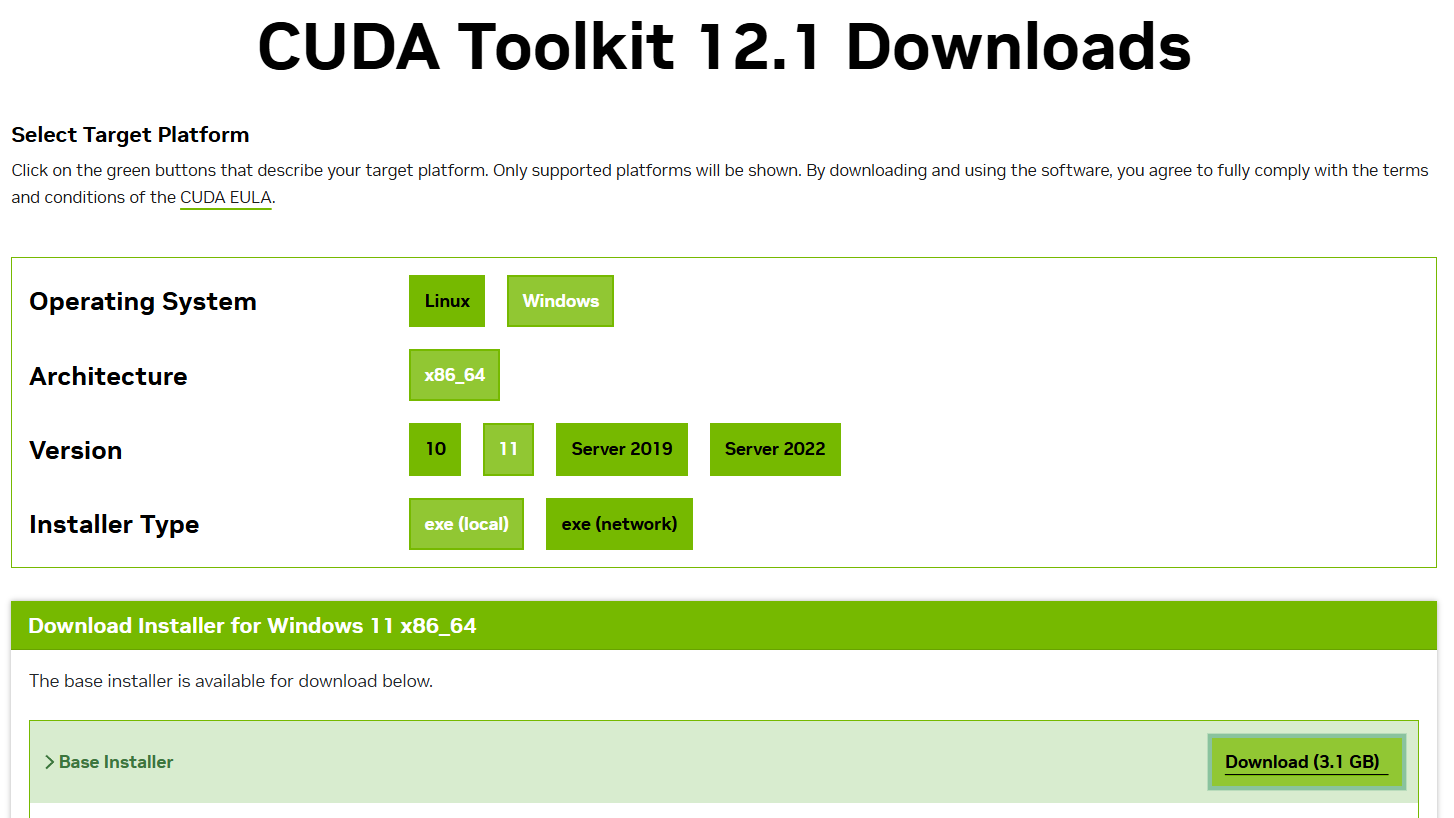 CUDA Toolkit 12.1 Downloads
Select Target Platform
Click on the green buttons that describe your target platform. Only supported platforms will be shown. By downloading and using the software, you agree to fully comply with the terms
and conditions of the CUDA EULA.
Operating System
Linux
Windows
Architecture
x86_64
Version
10
11
Server 2019
Server 2022
Installer Type
exe (local)
exe (network)
Download Installer for Windows 11 x86_64
The base installer is available for download below.
> Base Installer
Download (3.1 GB)